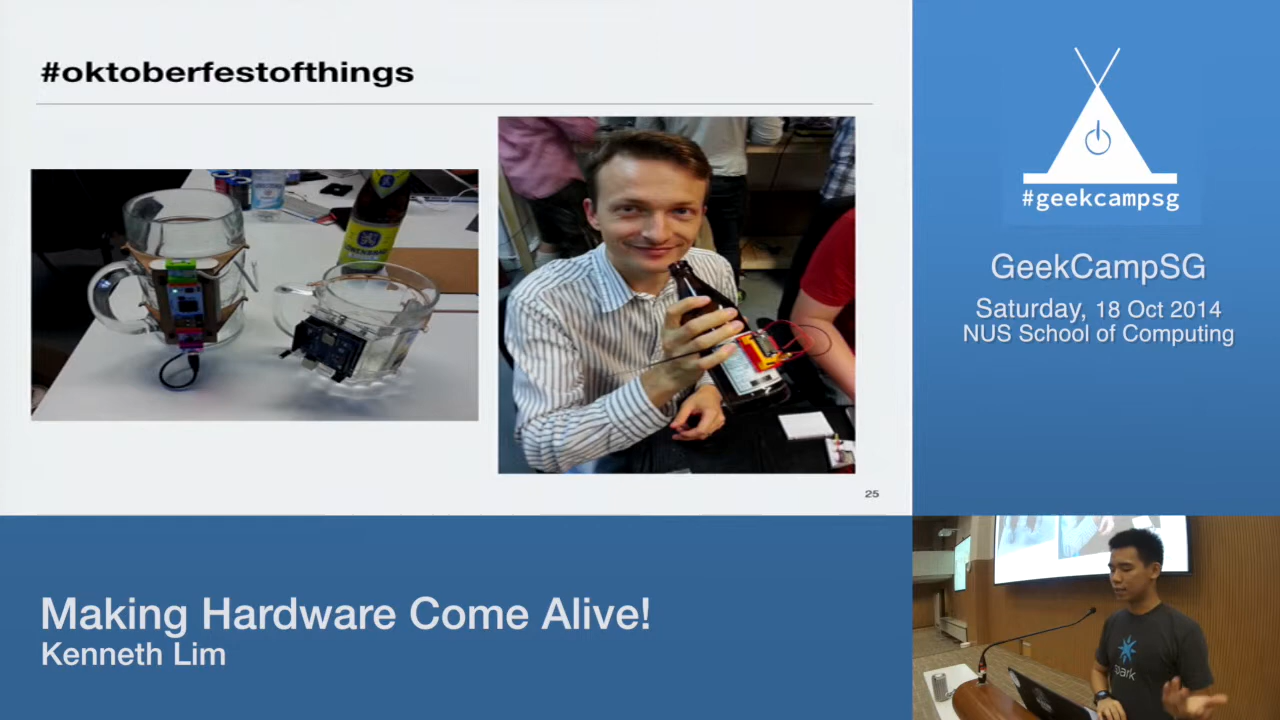 #oktoberfestofthings
25
#geekcampsg
GeekCampSG
Saturday, 18 Oct 2014
NUS School of Computing
Making Hardware Come Alive!
Kenneth Lim